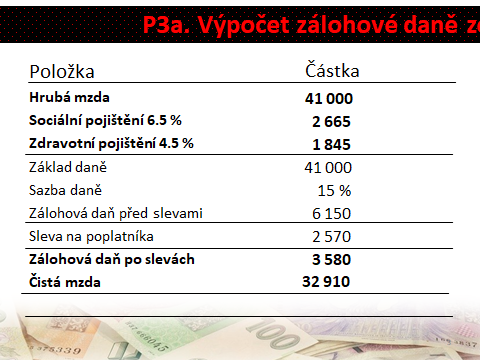 P3a. Výpočet zálohové daně
Položka Částka
Hrubá mzda 41 000
Sociální pojištění 6.5 % 2 665
Zdravotní pojištění 4.5 % 1 845
Základ daně 41 000
Sazba daně 15 %
Zálohová daň před slevami 6 150
Sleva na poplatníka 2 570
Zálohová daň po slevách 3 580
Čistá mzda 32 910
100